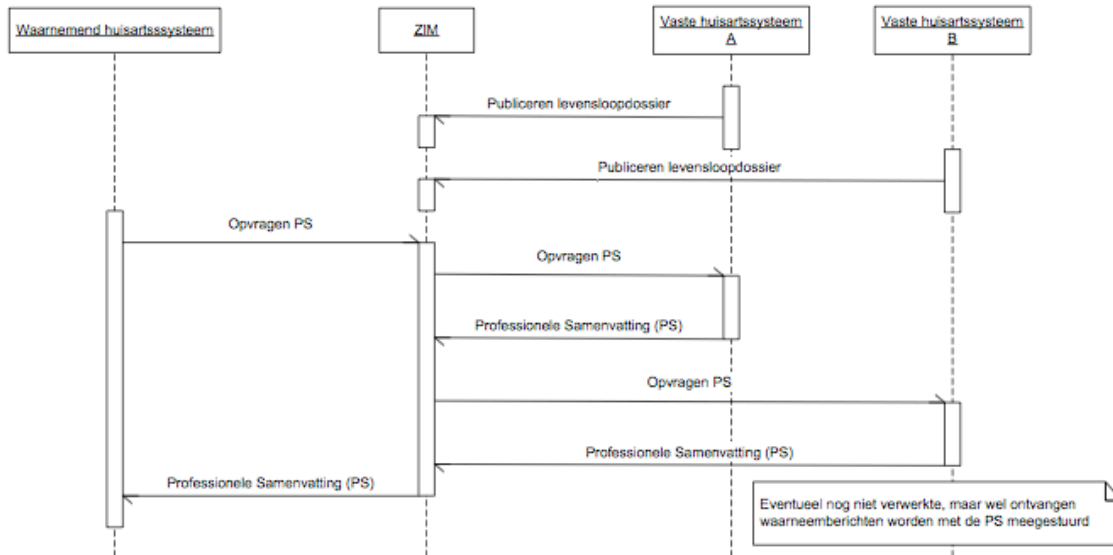 Waarnemend huisartsssysteem
ZIM
Vaste huisartssysteem
A
Vaste huisartssysteem
B
Publiceren levensloopdossier
Publiceren levensloopdossier
Opvragen PS
Opvragen PS
Professionele Samenvatting (PS)
Opvragen PS
Professionele Samenvatting (PS)
Professionele Samenvatting (PS)
Eventueel nog niet verwerkte, maar wel ontvangen
waarneemberichten worden met de PS meegestuurd